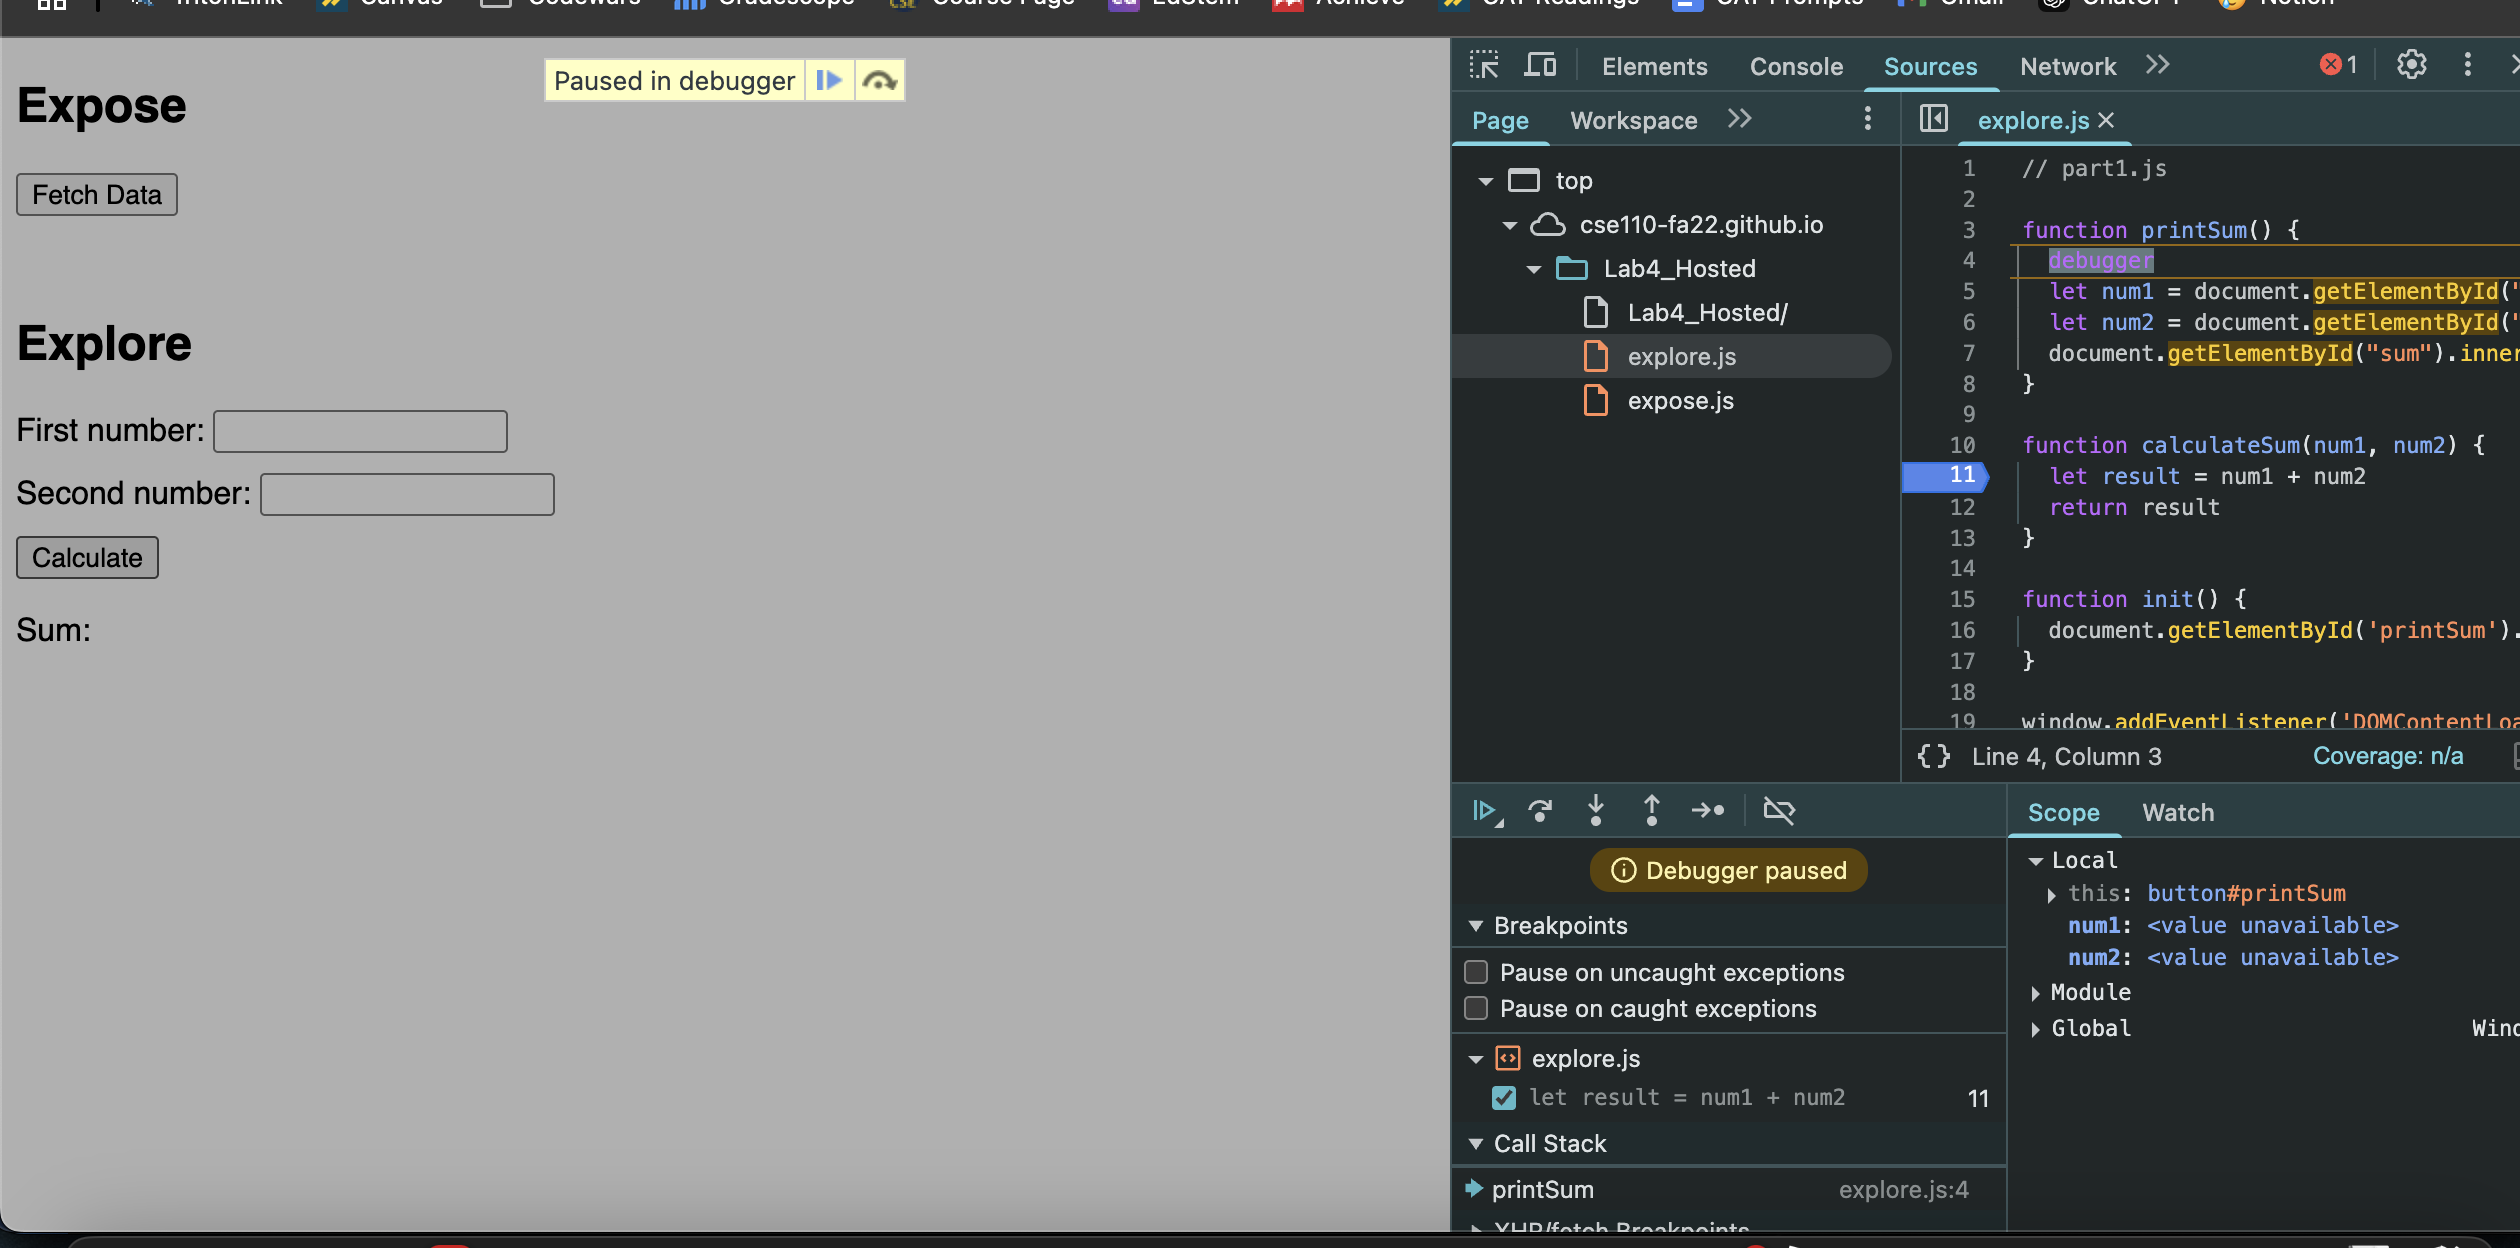 TritonLink Canvas Codewars Gradescope Course Page EdStem Achieve CAT Readings CAT Prompts Gmail ChatGPT Notion
Expose
Paused in debugger
Fetch Data
Explore
First number:
Second number:
Calculate
Sum:
Elements Console Sources Network 1
Page Workspace
explore.js
top
cse110-fa22.github.io
Lab4_Hosted
Lab4_Hosted/
explore.js
expose.js
1 // part1.js
2
3 function printSum() {
4 debugger
5 let num1 = document.getElementById("
6 let num2 = document.getElementById("
7 document.getElementById("sum").inner
8 }
9
10 function calculateSum(num1, num2) {
11 let result = num1 + num2
12 return result
13 }
14
15 function init() {
16 document.getElementById('printSum').
17 }
18
19 window.addEventListener('DOMContentLoa
{} Line 4, Column 3 Coverage: n/a
Debugger paused
Breakpoints
Pause on uncaught exceptions
Pause on caught exceptions
explore.js
let result = num1 + num2 11
Call Stack
printSum explore.js:4
XHR/fetch Breakpoints
Scope Watch
Local
this: button#printSum
num1: <value unavailable>
num2: <value unavailable>
Module
Global Wind